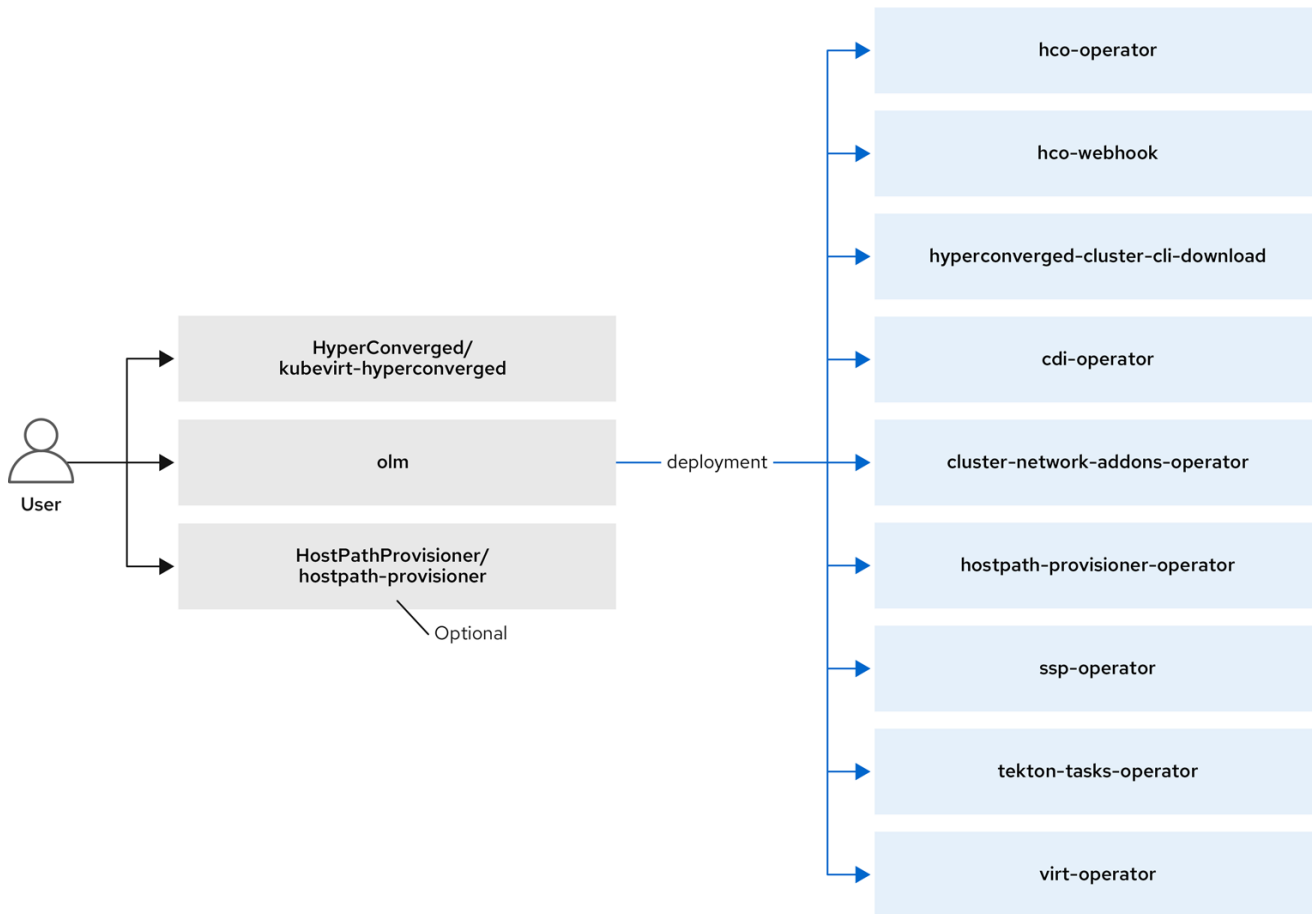 User
HyperConverged/
kubevirt-hyperconverged
olm
HostPathProvisioner/
hostpath-provisioner
Optional
deployment
hco-operator
hco-webhook
hyperconverged-cluster-cli-download
cdi-operator
cluster-network-addons-operator
hostpath-provisioner-operator
ssp-operator
tekton-tasks-operator
virt-operator